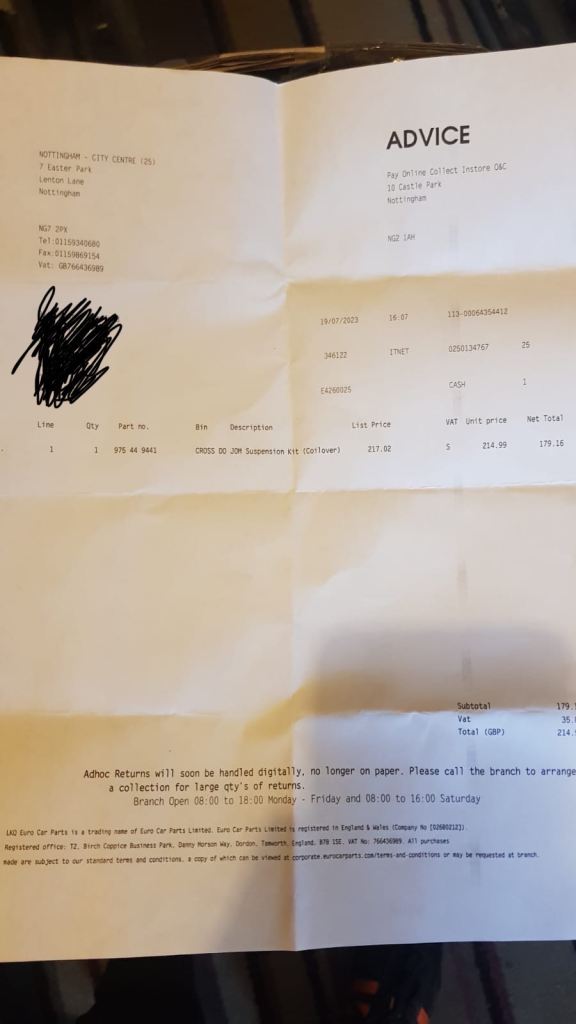 ADVICE
NOTTINGHAM - CITY CENTRE (25)
7 Easter Park
Lenton Lane
Nottingham
NG7 2PX
Tel:01159340680
Fax:01159869154
Vat: GB766436989
Pay Online Collect Instore O&C
10 Castle Park
Nottingham
NG2 1AH
19/07/2023 16:07 113-00064354412
346122 ITNET 0250134767 25
E4260025 CASH 1
Line Qty Part no. Bin Description List Price VAT Unit price Net Total
1 1 975 44 9441 CROSS DO JOM Suspension Kit (Coilover) 217.02 S 214.99 179.16
Subtotal 179.
Vat 35.
Total (GBP) 214.
Adhoc Returns will soon be handled digitally, no longer on paper. Please call the branch to arrange
a collection for large qty's of returns.
Branch Open 08:00 to 18:00 Monday - Friday and 08:00 to 16:00 Saturday
LKQ Euro Car Parts is a trading name of Euro Car Parts Limited. Euro Car Parts Limited is registered in England & Wales (Company No [02680212]).
Registered office: T2, Birch Coppice Business Park, Danny Morson Way, Dordon, Tamworth, England, B78 1SE. VAT No: 766436989. All purchases
made are subject to our standard terms and conditions, a copy of which can be viewed at corporate.eurocarparts.com/terms-and-conditions or may be requested at branch.